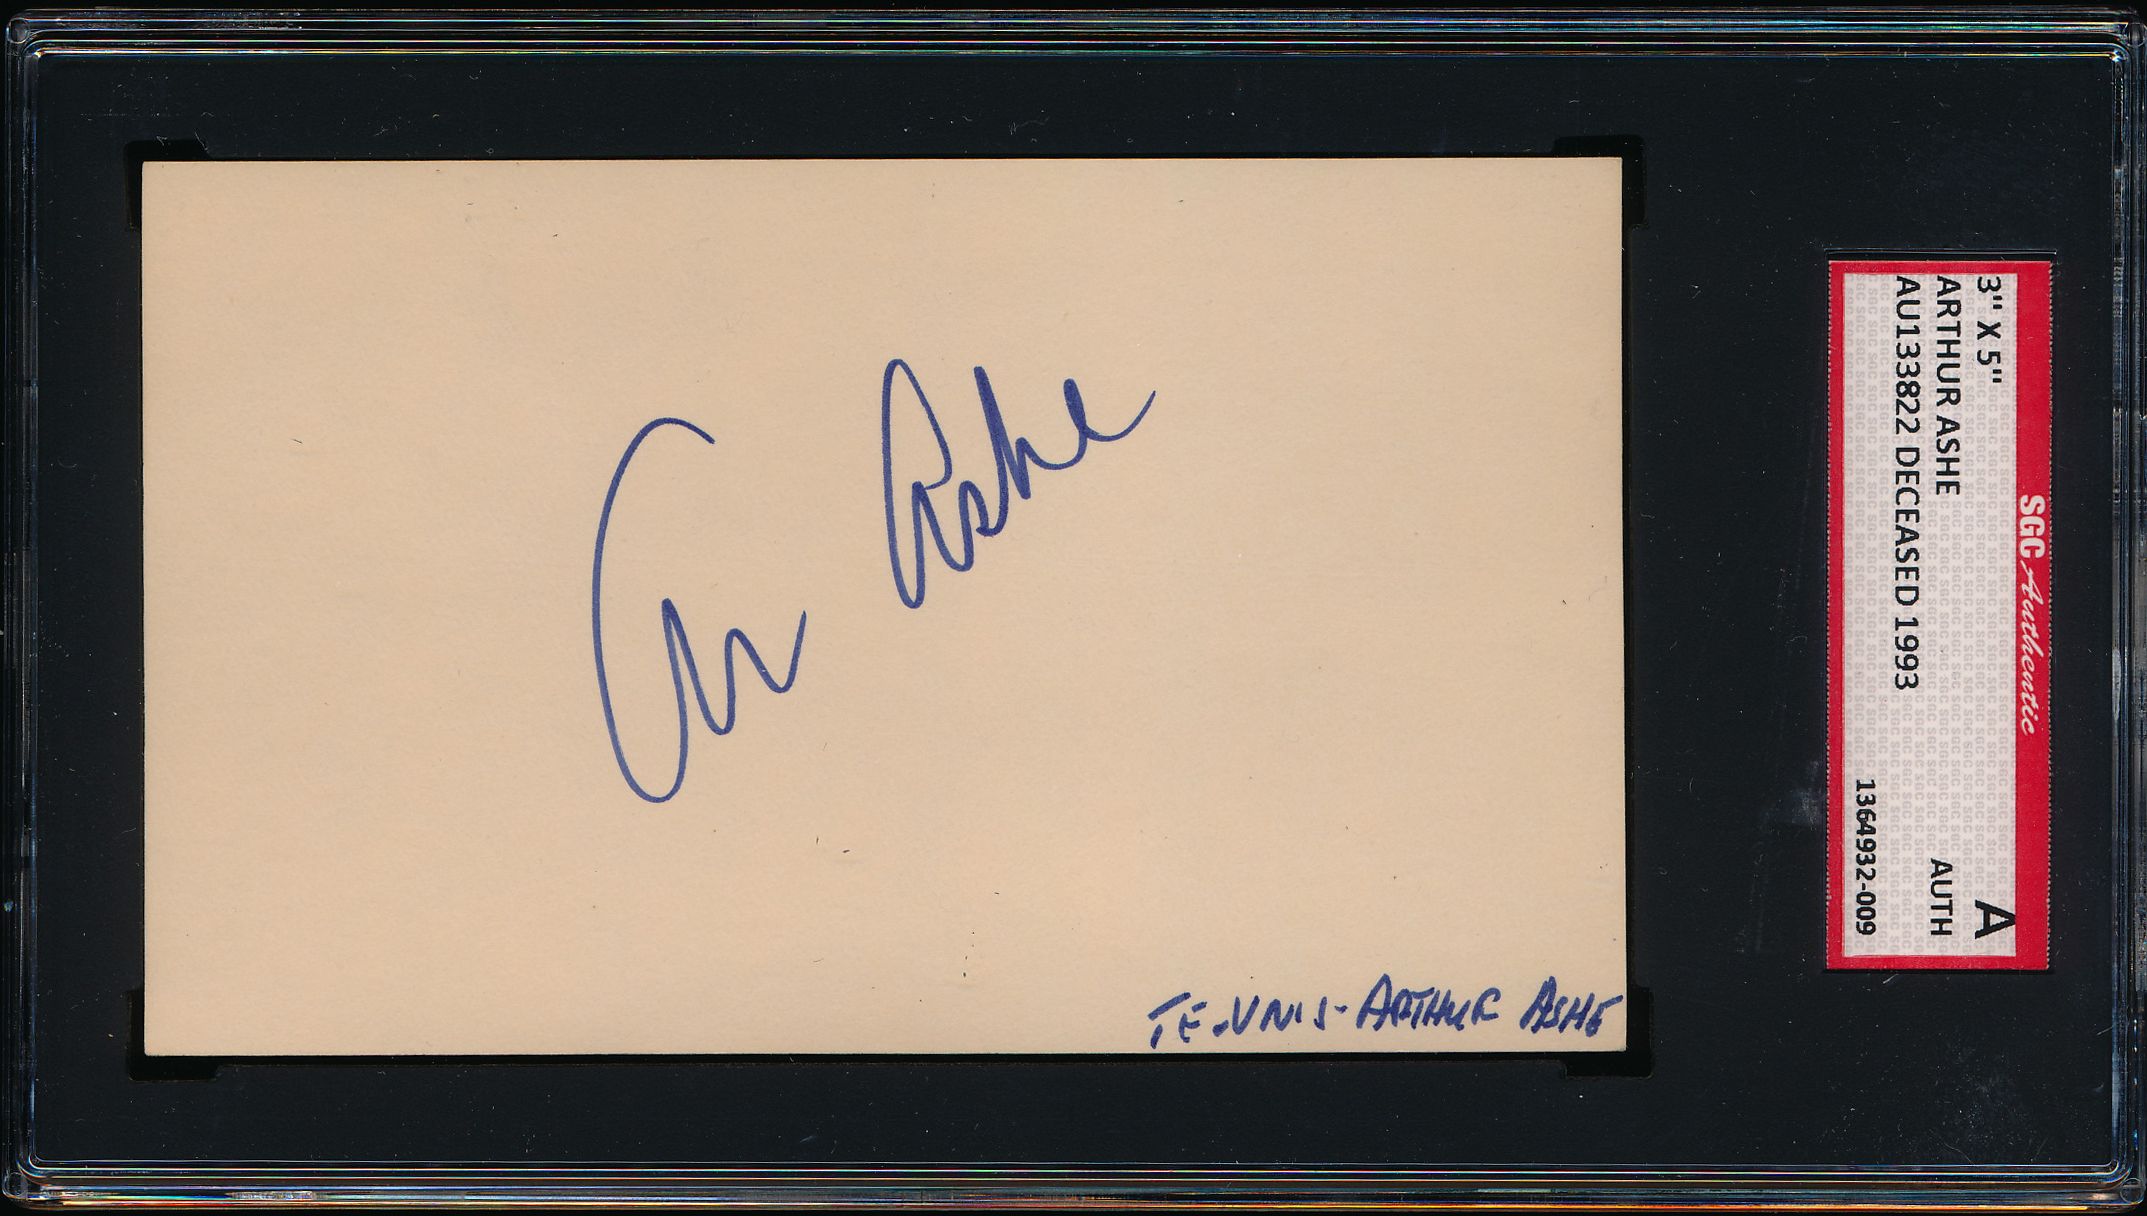 Ar Ashe
TENNIS-ARTHUR ASHE
SGC Authentic
3" X 5" A
ARTHUR ASHE AUTH
AU133822 DECEASED 1993
1364932-009